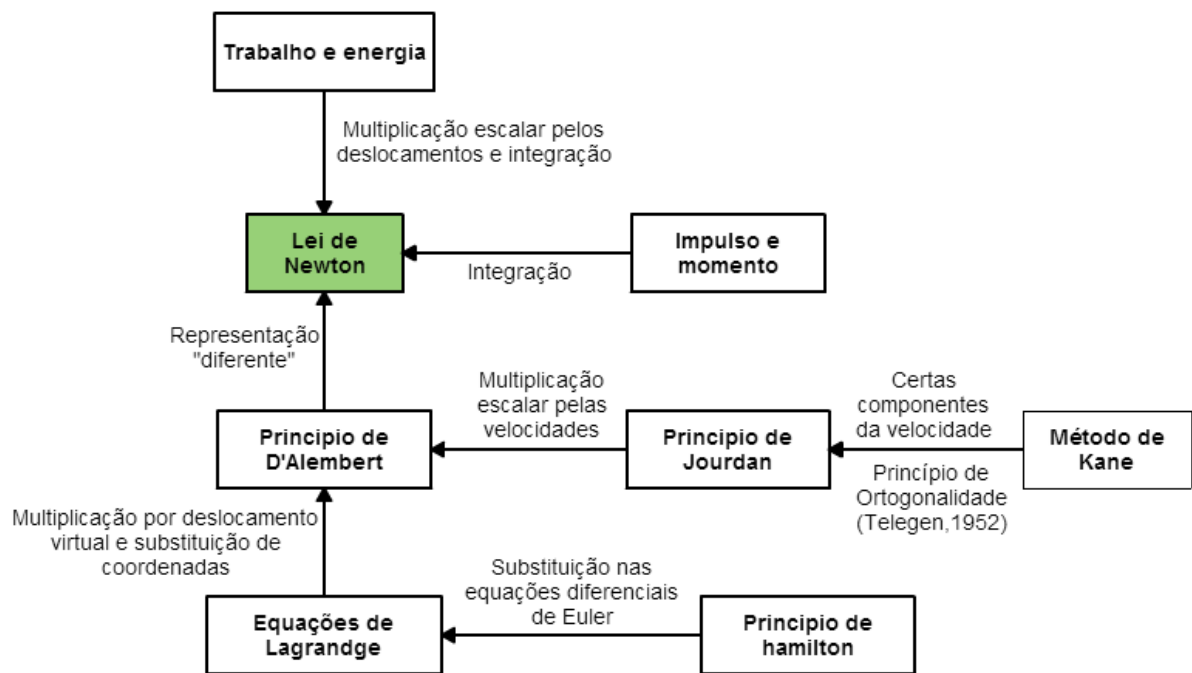 Trabalho e energia
Multiplicação escalar pelos
deslocamentos e integração
Lei de
Newton
Integração
Impulso e
momento
Representação
"diferente"
Principio de
D'Alembert
Multiplicação
escalar pelas
velocidades
Principio de
Jourdan
Certas
componentes
da velocidade
Princípio de
Ortogonalidade
(Telegen,1952)
Método de
Kane
Multiplicação por deslocamento
virtual e substituição de
coordenadas
Equações de
Lagrandge
Substituição nas
equações diferenciais
de Euler
Principio de
hamilton